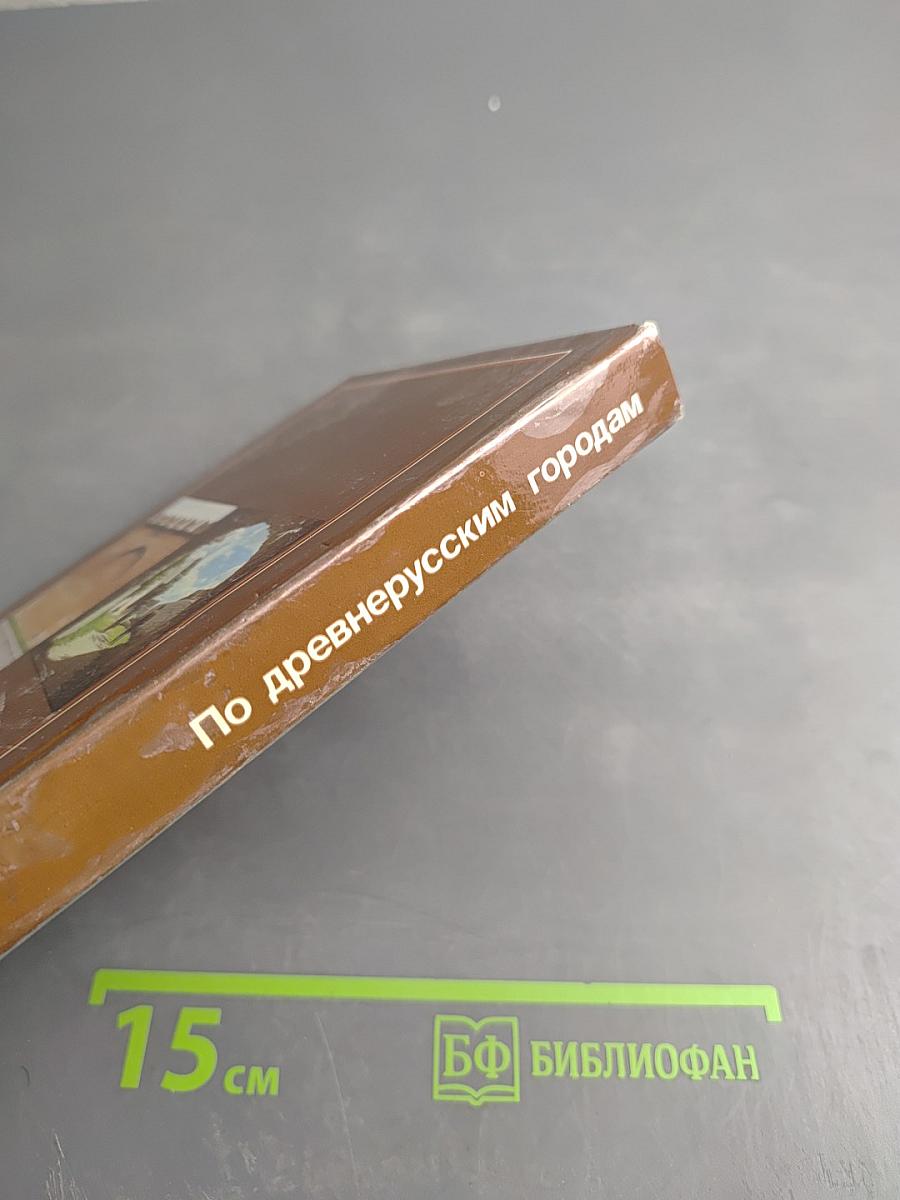 По древнерусским городам
15 см
БФ БИБЛИОФАН